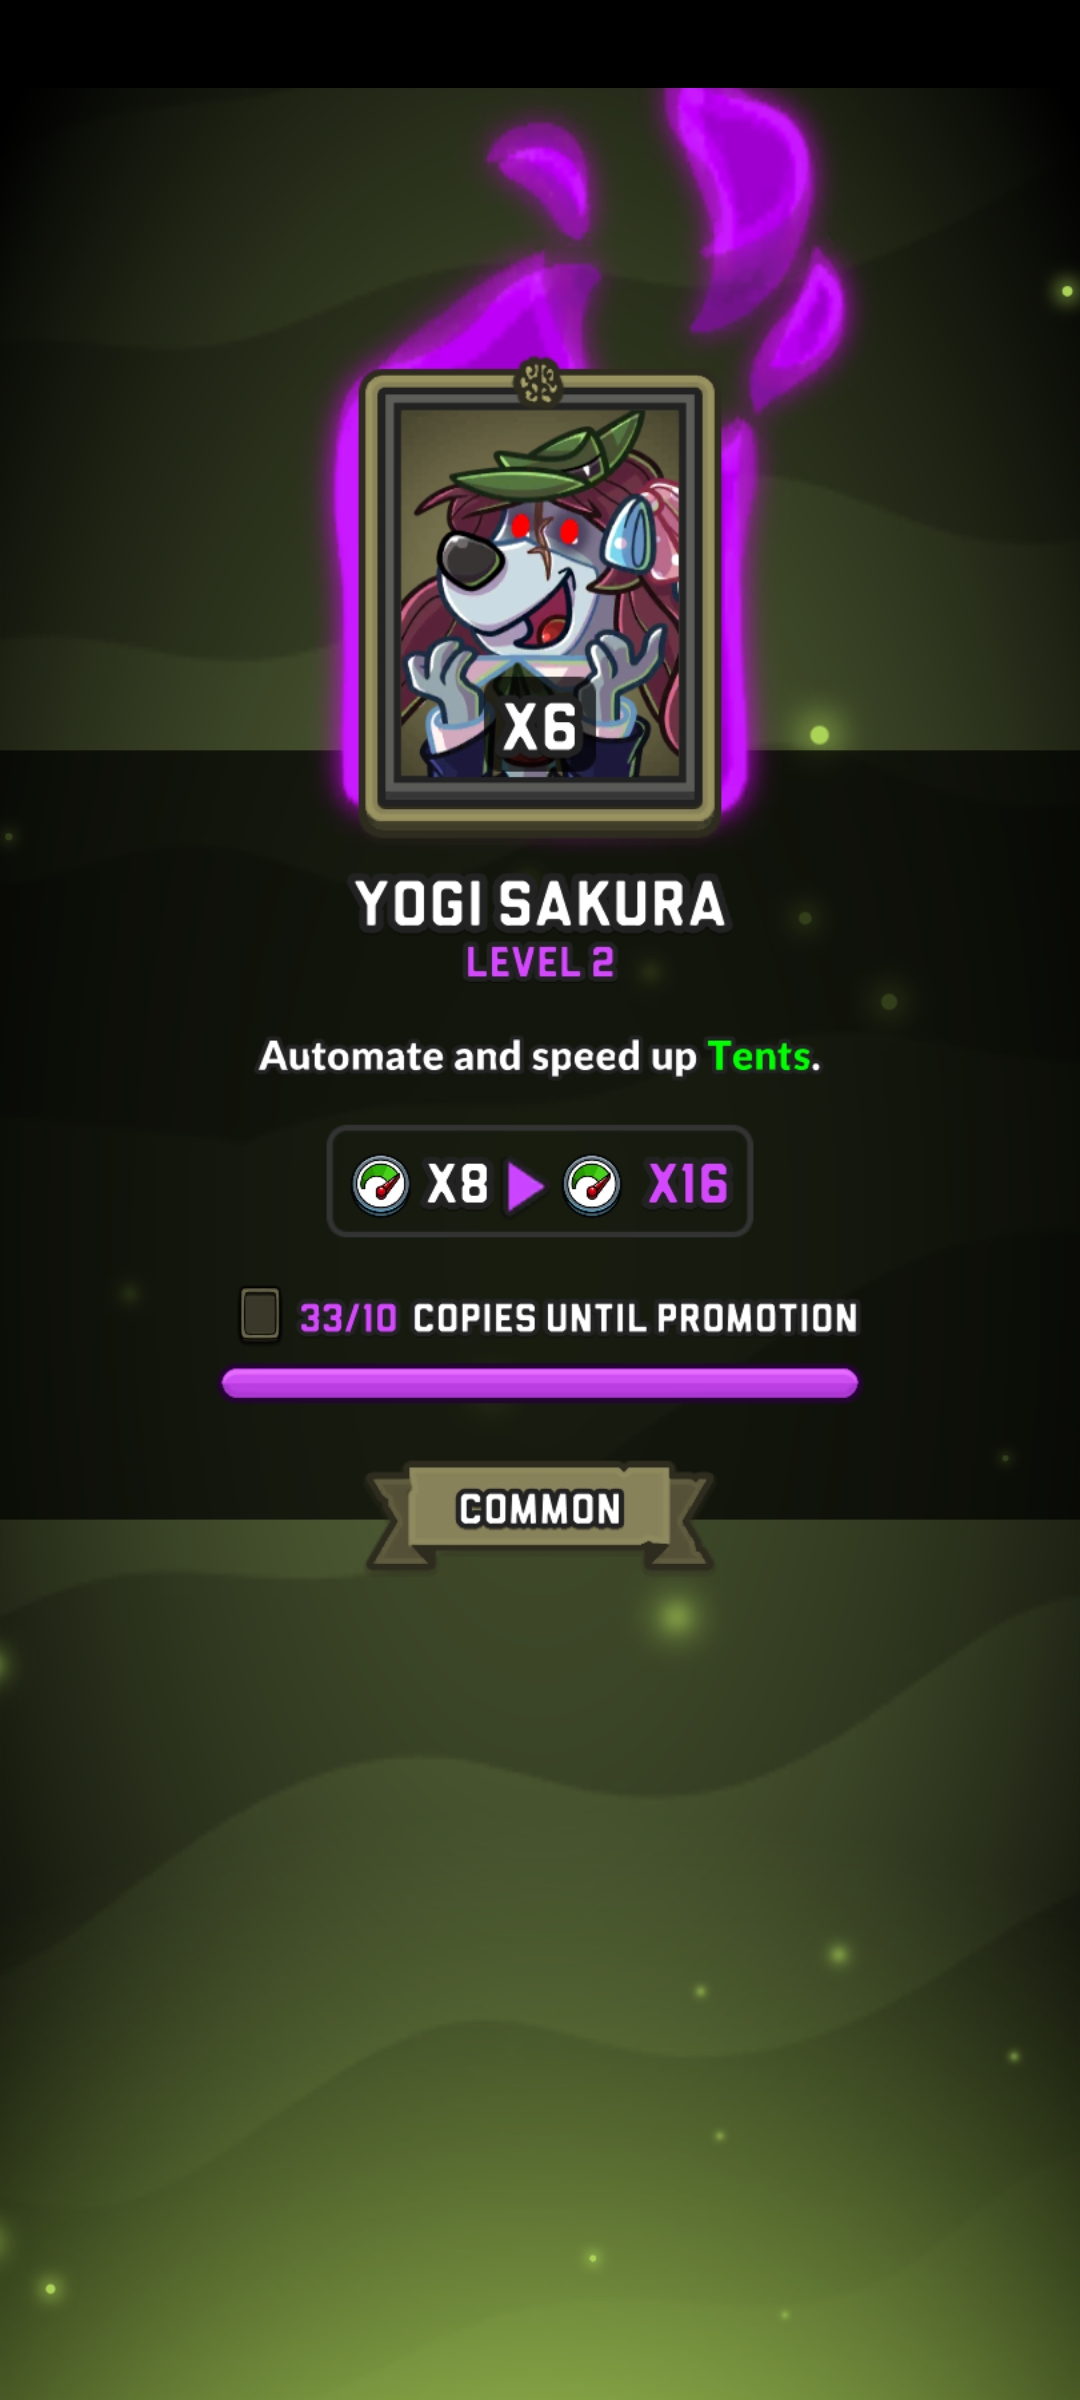 X6
YOGI SAKURA
LEVEL 2
Automate and speed up Tents.
X8 X16
33/10 COPIES UNTIL PROMOTION
COMMON